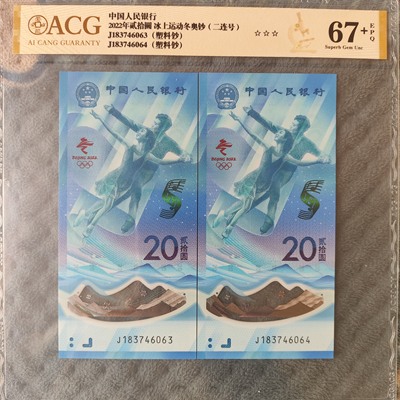 ACG
AI CANG GUARANTY
中国人民银行
2022年贰拾圆 冰上运动冬奥钞(二连号)
J183746063 (塑料钞)
J183746064 (塑料钞)
☆☆☆
67+
EPQ
Superb Gem Unc
中国人民银行
BEIJING 2022
20
贰拾圆
J183746063
中国人民银行
BEIJING 2022
20
贰拾圆
J183746064